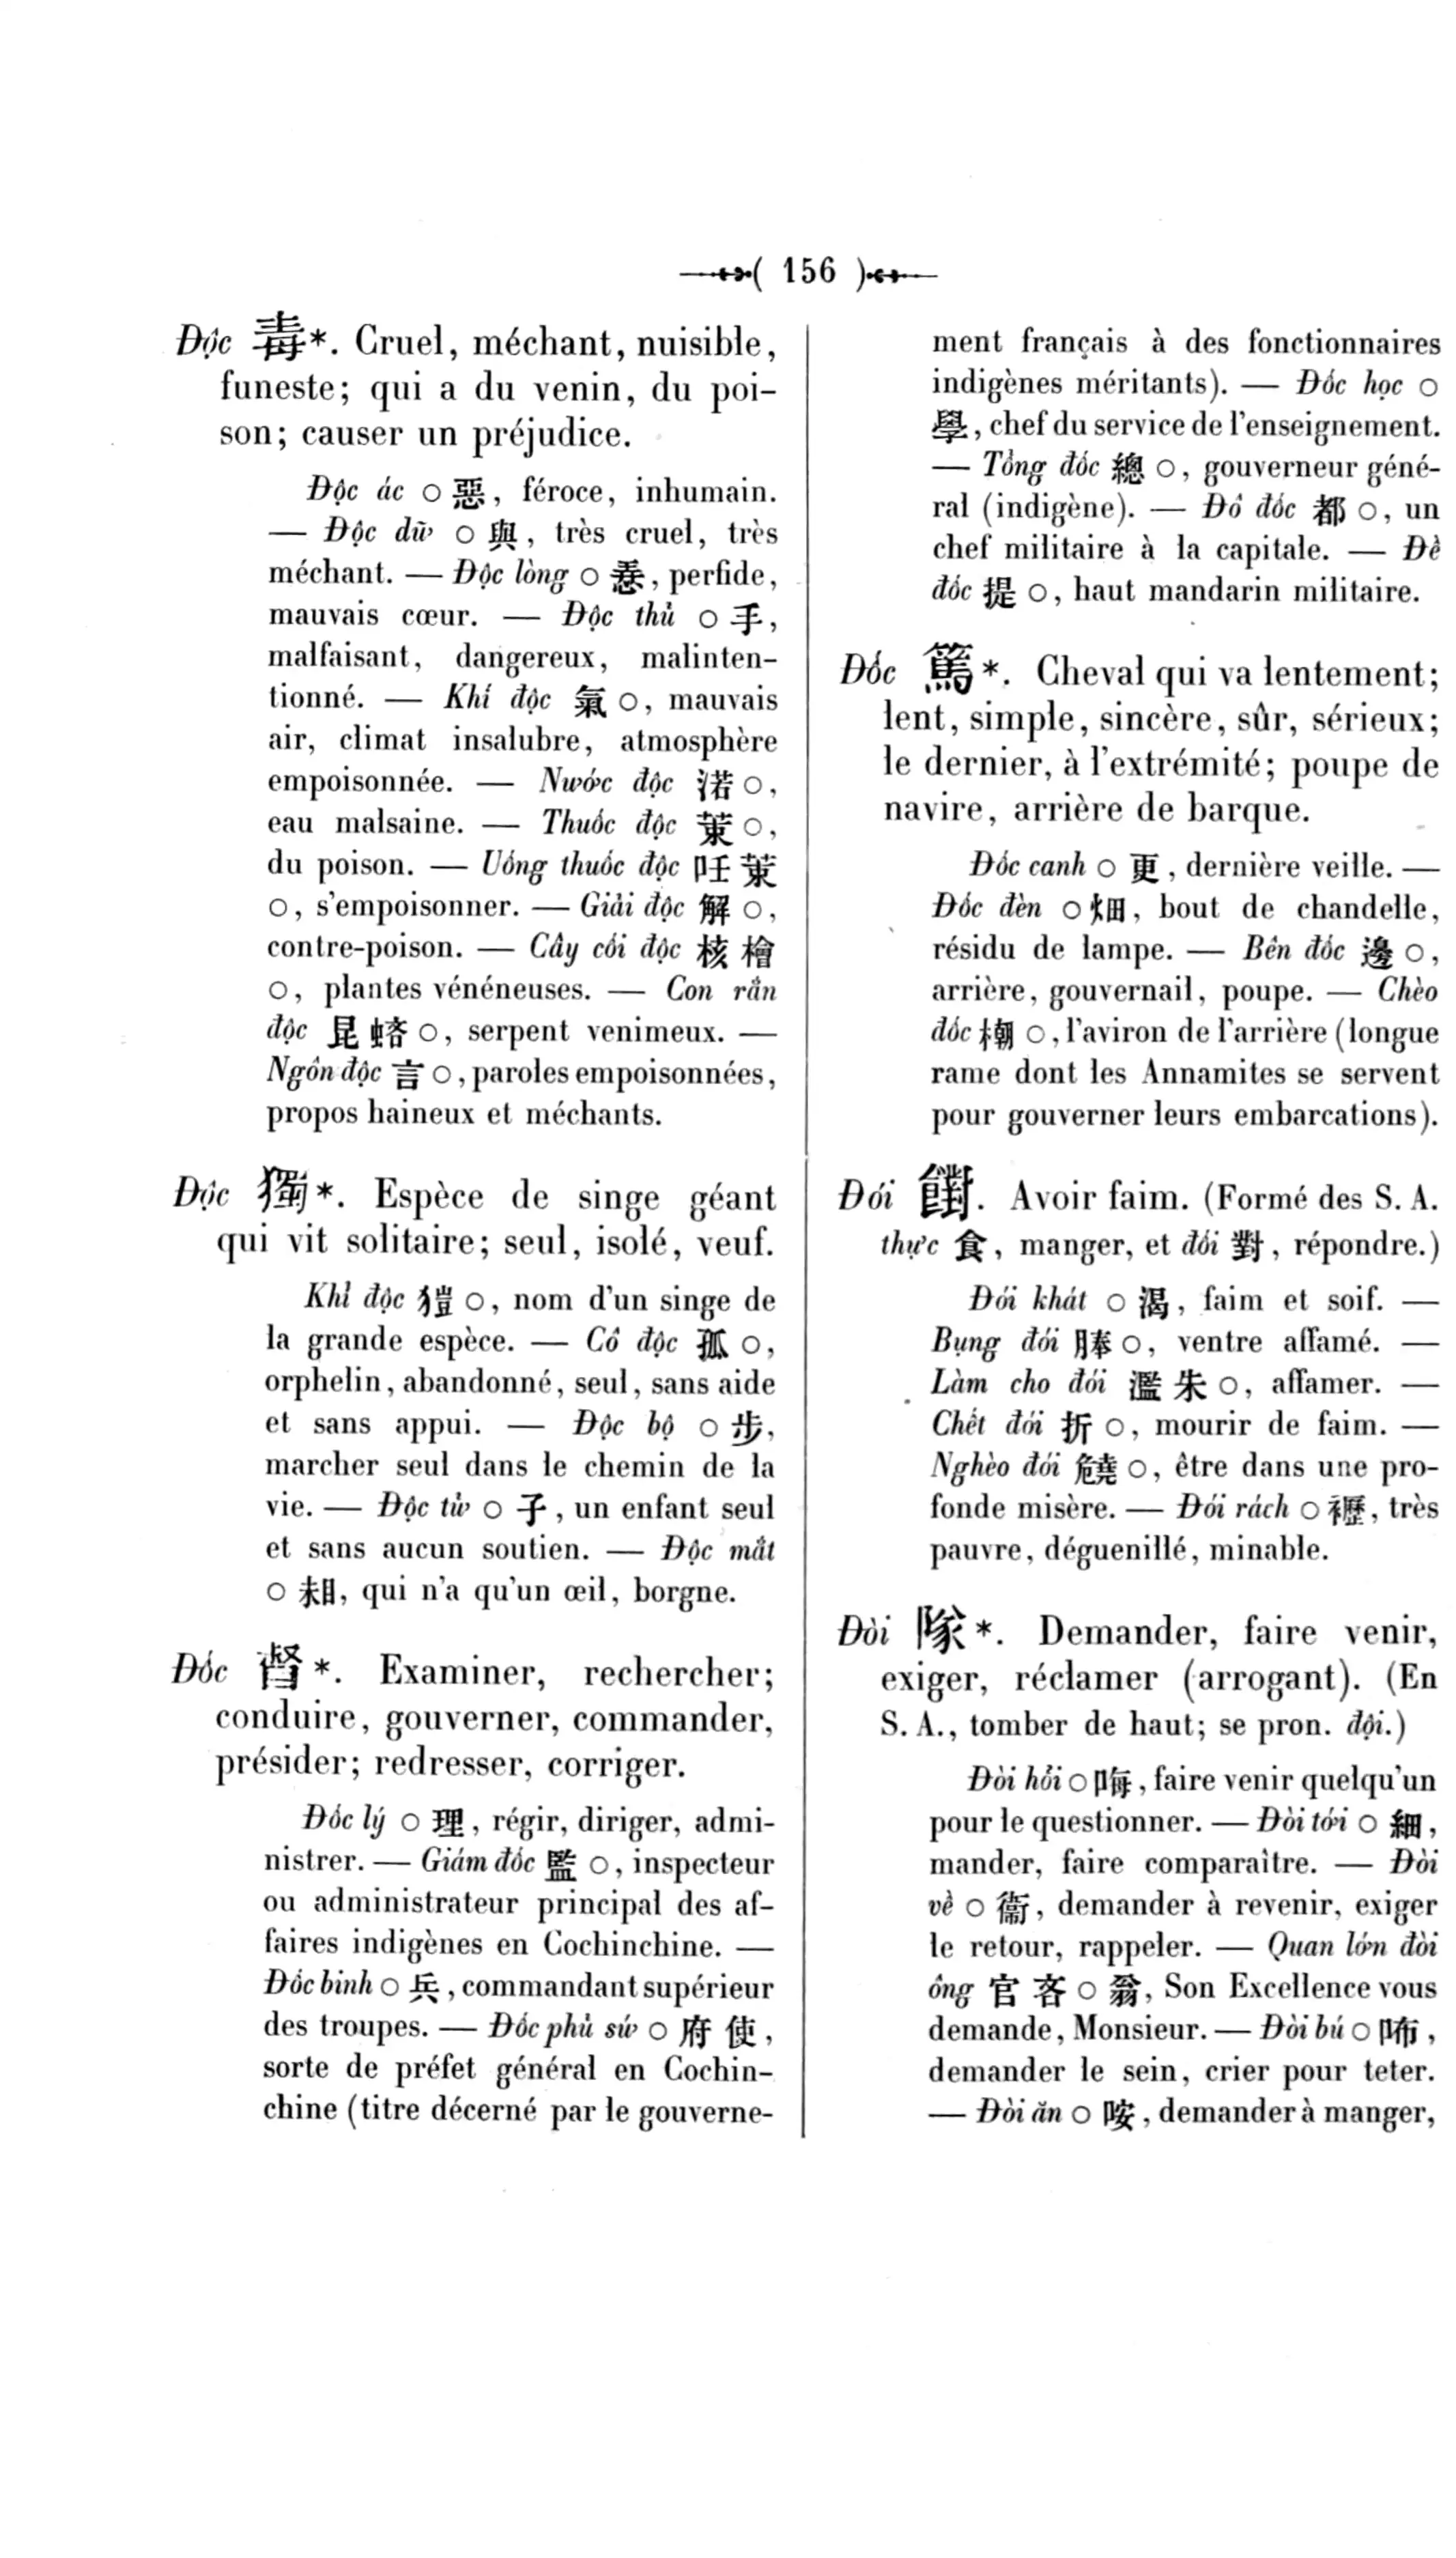 ( 156 )
Độc 毒*. Cruel, méchant, nuisible,
funeste; qui a du venin, du poi-
son; causer un préjudice.
Độc ác ○ 惡, féroce, inhumain.
— Độc dữ ○ 與, très cruel, très
méchant. — Độc lòng ○, perfide,
mauvais cœur. — Độc thủ ○ 手,
malfaisant, dangereux, malinten-
tionné. — Khí độc 氣 ○, mauvais
air, climat insalubre, atmosphère
empoisonnée. — Nước độc 渃 ○,
eau malsaine. — Thuốc độc ○,
du poison. — Uống thuốc độc
○, s'empoisonner. — Giải độc 解 ○,
contre-poison. — Cây cối độc 核 檜
○, plantes vénéneuses. — Con rắn
độc 昆 ○, serpent venimeux. —
Ngôn độc 言 ○, paroles empoisonnées,
propos haineux et méchants.
Độc 獨*. Espèce de singe géant
qui vit solitaire; seul, isolé, veuf.
Khỉ độc ○, nom d'un singe de
la grande espèce. — Cô độc 孤 ○,
orphelin, abandonné, seul, sans aide
et sans appui. — Độc bộ ○ 步,
marcher seul dans le chemin de la
vie. — Độc tử ○ 子, un enfant seul
et sans aucun soutien. — Độc mắt
○, qui n'a qu'un œil, borgne.
Đốc 督*. Examiner, rechercher;
conduire, gouverner, commander,
présider; redresser, corriger.
Đốc lý ○ 理, régir, diriger, admi-
nistrer. — Giám đốc 監 ○, inspecteur
ou administrateur principal des af-
faires indigènes en Cochinchine. —
Đốc binh ○ 兵, commandant supérieur
des troupes. — Đốc phủ sứ ○ 府 使,
sorte de préfet général en Cochin-
chine (titre décerné par le gouverne-
ment français à des fonctionnaires
indigènes méritants). — Đốc học ○
學, chef du service de l'enseignement.
— Tổng đốc 總 ○, gouverneur géné-
ral (indigène). — Đô đốc 都 ○, un
chef militaire à la capitale. — Đề
đốc 提 ○, haut mandarin militaire.
Đốc 篤*. Cheval qui va lentement;
lent, simple, sincère, sûr, sérieux;
le dernier, à l'extrémité; poupe de
navire, arrière de barque.
Đốc canh ○ 更, dernière veille. —
Đốc đèn ○ 畑, bout de chandelle,
résidu de lampe. — Bên đốc 邊 ○,
arrière, gouvernail, poupe. — Chèo
đốc ○, l'aviron de l'arrière (longue
rame dont les Annamites se servent
pour gouverner leurs embarcations).
Đói. Avoir faim. (Formé des S. A.
thực 食, manger, et đối 對, répondre.)
Đói khát ○ 渴, faim et soif. —
Bụng đói ○, ventre affamé. —
Làm cho đói 濫 朱 ○, affamer. —
Chết đói 折 ○, mourir de faim. —
Nghèo đói ○, être dans une pro-
fonde misère. — Đói rách ○, très
pauvre, déguenillé, minable.
Đòi 隊*. Demander, faire venir,
exiger, réclamer (arrogant). (En
S. A., tomber de haut; se pron. đội.)
Đòi hỏi ○, faire venir quelqu'un
pour le questionner. — Đòi tới ○ 細,
mander, faire comparaître. — Đòi
về ○ 衞, demander à revenir, exiger
le retour, rappeler. — Quan lớn đòi
ông 官 ○ 翁, Son Excellence vous
demande, Monsieur. — Đòi bú ○ 咘,
demander le sein, crier pour teter.
— Đòi ăn ○ 咹, demander à manger,